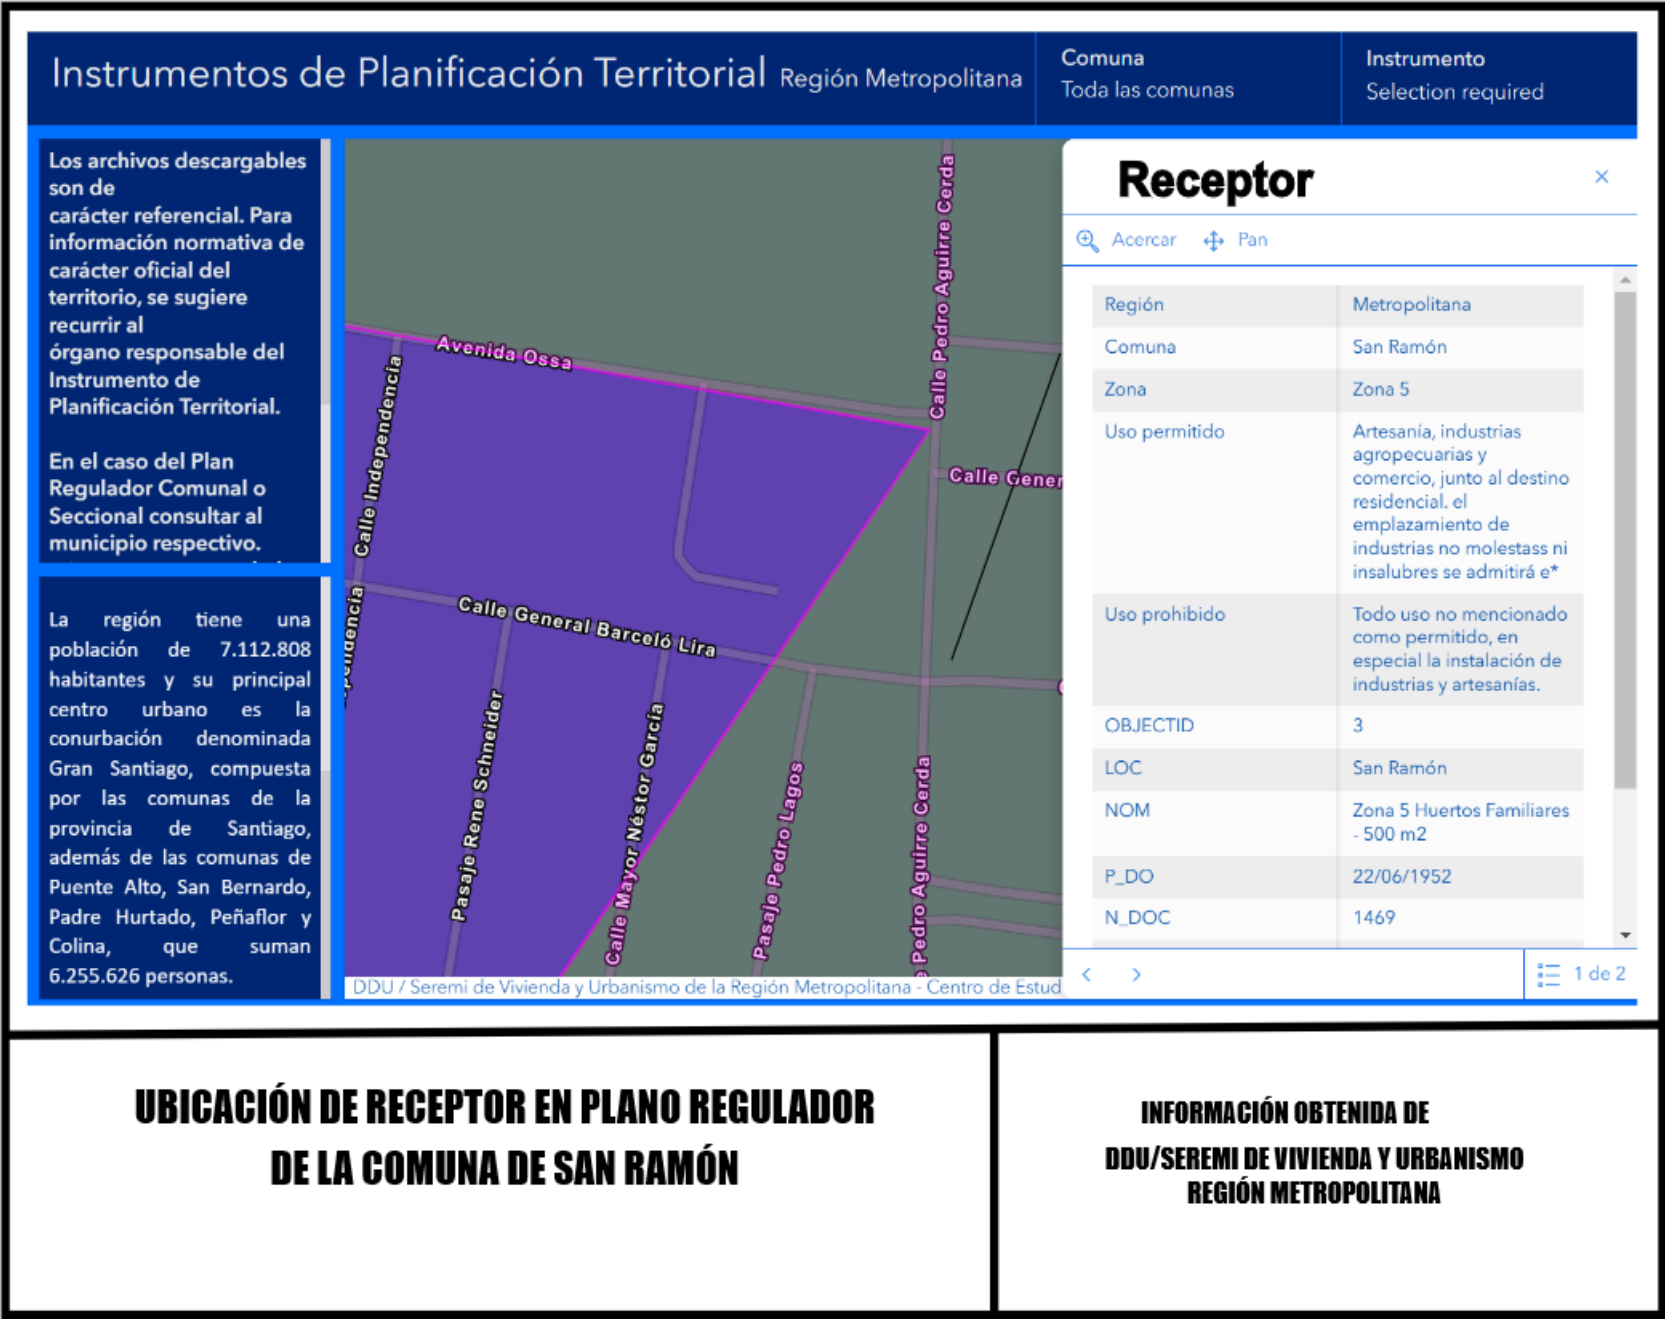 Instrumentos de Planificación Territorial Región Metropolitana
Comuna
Toda las comunas
Instrumento
Selection required
Los archivos descargables
son de
carácter referencial. Para
información normativa de
carácter oficial del
territorio, se sugiere
recurrir al
órgano responsable del
Instrumento de
Planificación Territorial.
En el caso del Plan
Regulador Comunal o
Seccional consultar al
municipio respectivo.
La región tiene una
población de 7.112.808
habitantes y su principal
centro urbano es la
conurbación denominada
Gran Santiago, compuesta
por las comunas de la
provincia de Santiago,
además de las comunas de
Puente Alto, San Bernardo,
Padre Hurtado, Peñaflor y
Colina, que suman
6.255.626 personas.
Avenida Ossa
Calle Independencia
Calle Pedro Aguirre Cerda
Calle Gener
Calle General Barceló Lira
Pasaje Rene Schneider
Calle Mayor Néstor García
Pasaje Pedro Lagos
e Pedro Aguirre Cerda
DDU / Seremi de Vivienda y Urbanismo de la Región Metropolitana - Centro de Estud
Receptor
Acercar Pan
Región Metropolitana
Comuna San Ramón
Zona Zona 5
Uso permitido Artesanía, industrias
agropecuarias y
comercio, junto al destino
residencial. el
emplazamiento de
industrias no molestass ni
insalubres se admitirá e*
Uso prohibido Todo uso no mencionado
como permitido, en
especial la instalación de
industrias y artesanías.
OBJECTID 3
LOC San Ramón
NOM Zona 5 Huertos Familiares
- 500 m2
P_DO 22/06/1952
N_DOC 1469
1 de 2
UBICACIÓN DE RECEPTOR EN PLANO REGULADOR
DE LA COMUNA DE SAN RAMÓN
INFORMACIÓN OBTENIDA DE
DDU/SEREMI DE VIVIENDA Y URBANISMO
REGIÓN METROPOLITANA